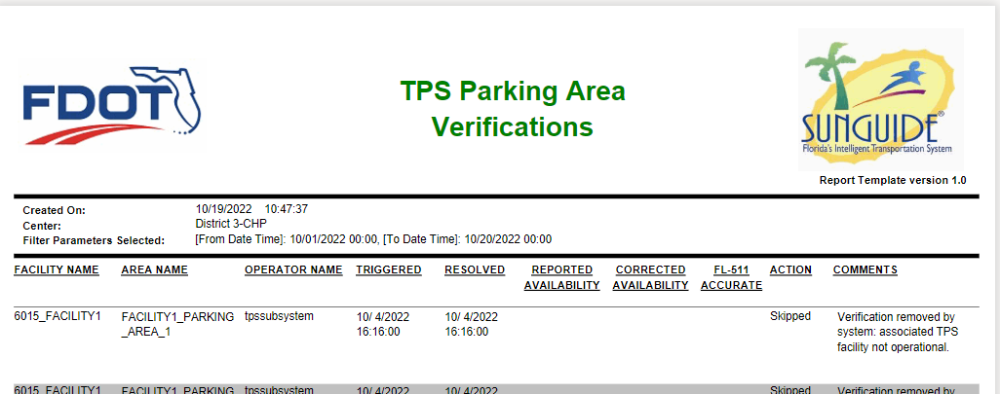 FDOT
TPS Parking Area
Verifications
SUNGUIDE®
Florida's Intelligent Transportation System
Report Template version 1.0
Created On: 10/19/2022 10:47:37
Center: District 3-CHP
Filter Parameters Selected: [From Date Time]: 10/01/2022 00:00, [To Date Time]: 10/20/2022 00:00
FACILITY NAME AREA NAME OPERATOR NAME TRIGGERED RESOLVED REPORTED CORRECTED FL-511 ACTION COMMENTS
AVAILABILITY AVAILABILITY ACCURATE
6015_FACILITY1 FACILITY1_PARKING tpssubsystem 10/ 4/2022 10/ 4/2022 Skipped Verification removed by
_AREA_1 16:16:00 16:16:00 system: associated TPS
facility not operational.
6015_FACILITY1 FACILITY1_PARKING tpssubsystem 10/ 4/2022 10/ 4/2022 Skipped Verification removed by